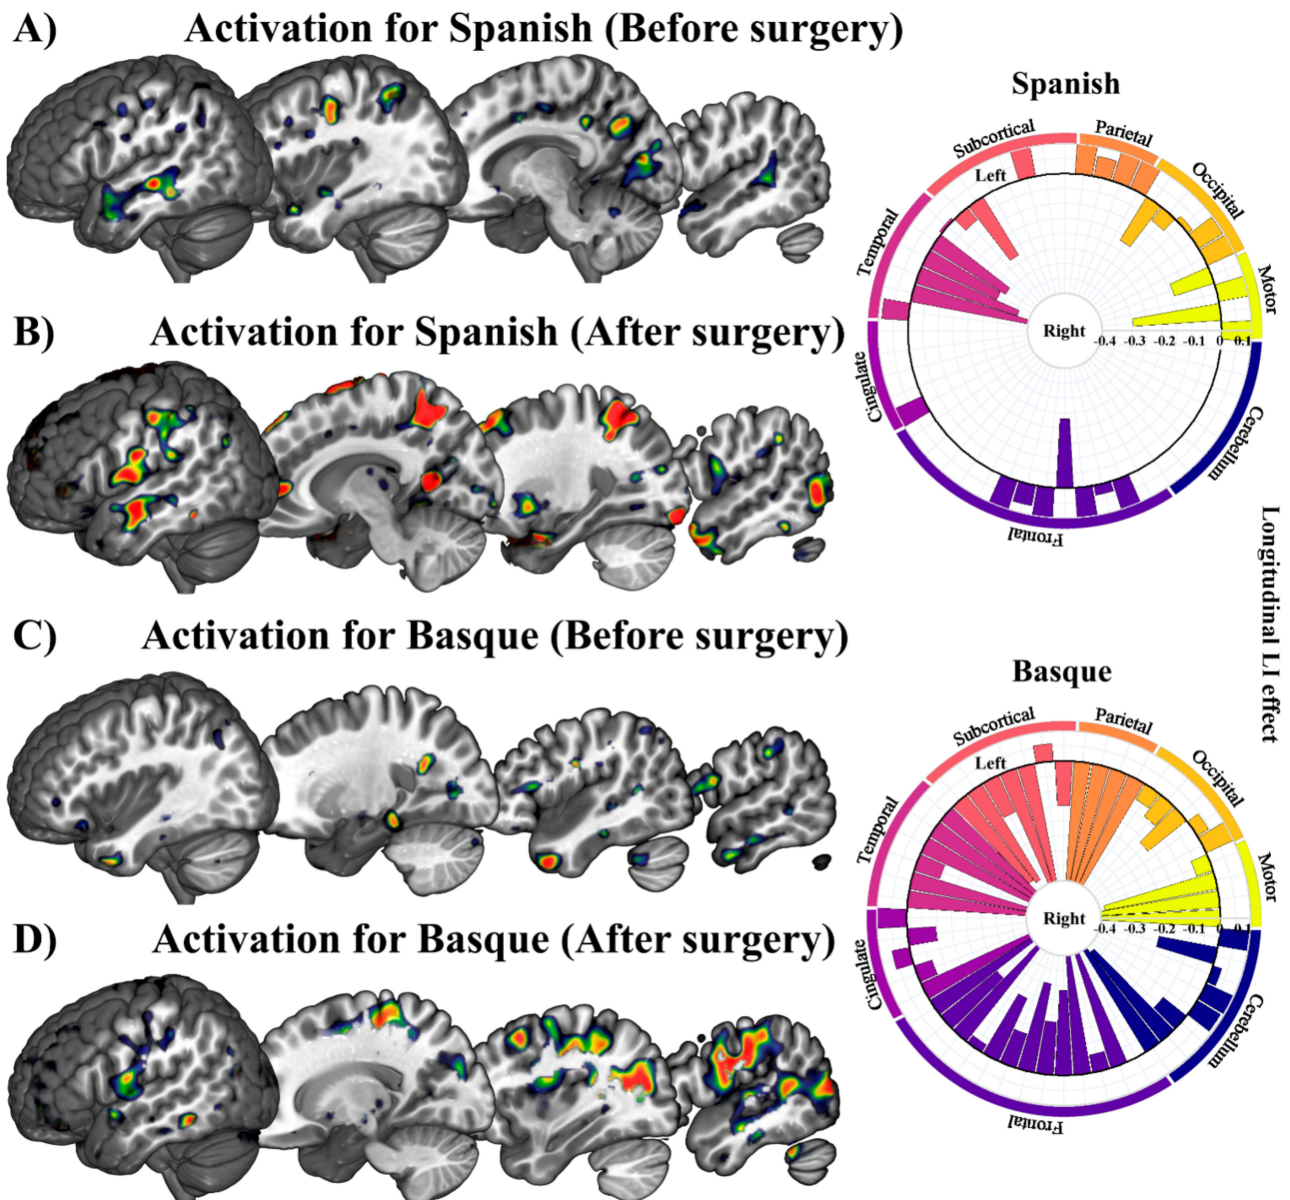 A) Activation for Spanish (Before surgery)
Spanish
Subcortical
Parietal
Left
Occipital
Temporal
Motor
Right
-0.4 -0.3 -0.2 -0.1 0 0.1
Cingulate
Cerebellum
Frontal
B) Activation for Spanish (After surgery)
Longitudinal LI effect
C) Activation for Basque (Before surgery)
Basque
Subcortical
Parietal
Left
Occipital
Temporal
Motor
Right
-0.4 -0.3 -0.2 -0.1 0 0.1
Cingulate
Cerebellum
Frontal
D) Activation for Basque (After surgery)